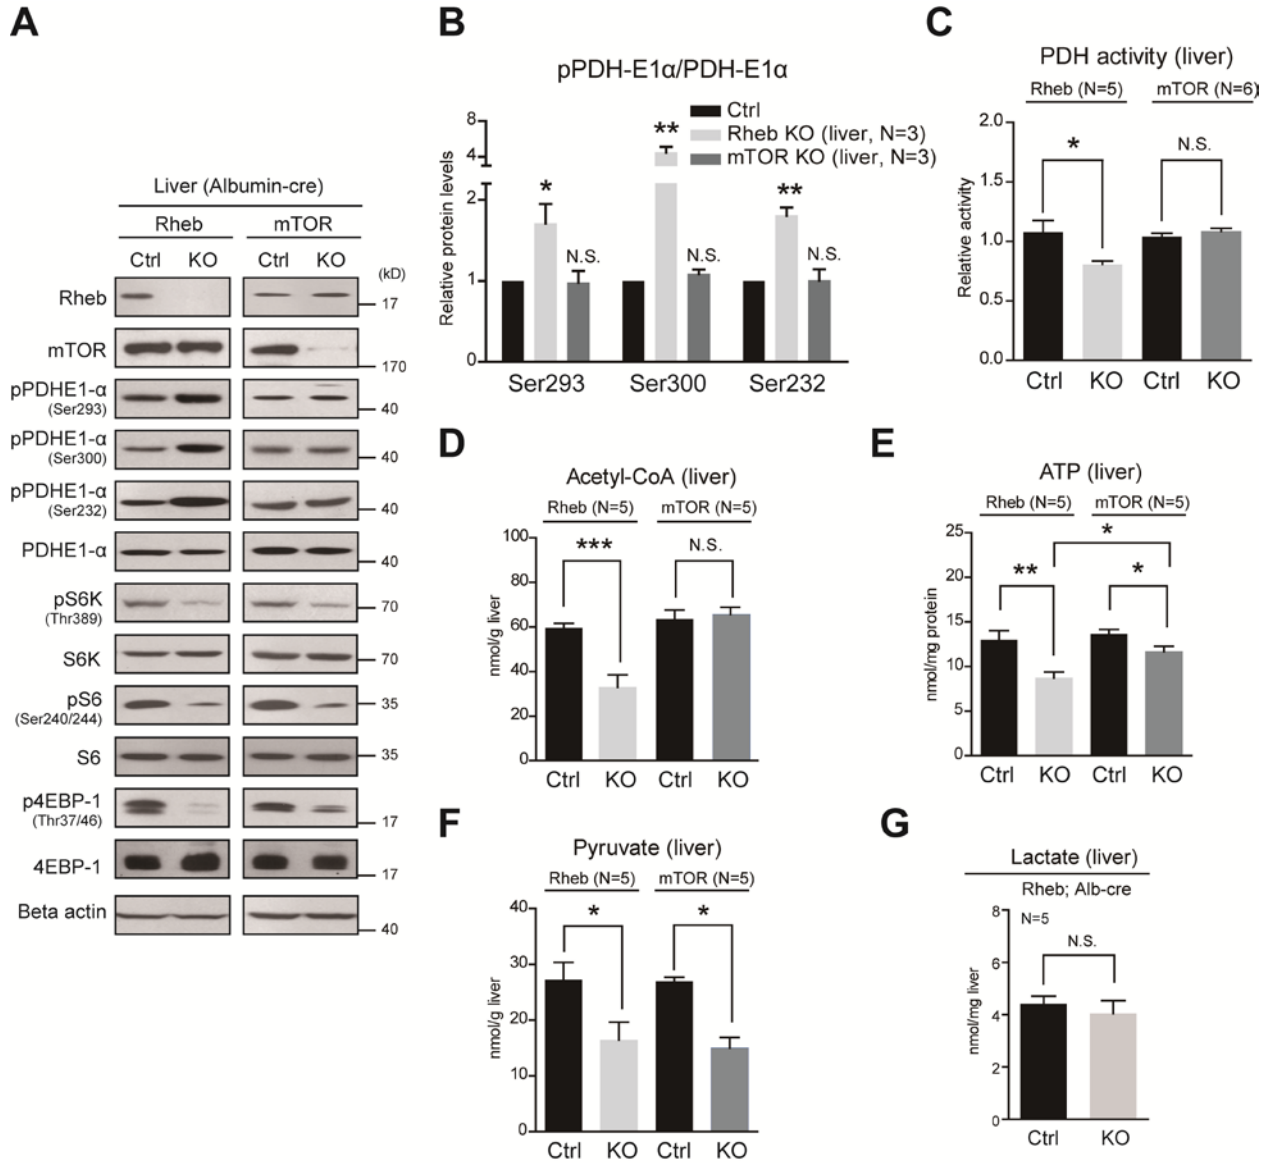 A
Liver (Albumin-cre)
Rheb mTOR
Ctrl KO Ctrl KO
(kD)
Rheb 17
mTOR 170
pPDHE1-α
(Ser293) 40
pPDHE1-α
(Ser300) 40
pPDHE1-α
(Ser232) 40
PDHE1-α 40
pS6K
(Thr389) 70
S6K 70
pS6
(Ser240/244) 35
S6 35
p4EBP-1
(Thr37/46) 17
4EBP-1 17
Beta actin 40
B
pPDH-E1α/PDH-E1α
Ctrl
Rheb KO (liver, N=3)
mTOR KO (liver, N=3)
Relative protein levels
8
4
2
1
0
* N.S.
** N.S.
** N.S.
Ser293 Ser300 Ser232
C
PDH activity (liver)
Rheb (N=5) mTOR (N=6)
Relative activity
2.0
1.5
1.0
0.5
0.0
* N.S.
Ctrl KO Ctrl KO
D
Acetyl-CoA (liver)
Rheb (N=5) mTOR (N=5)
nmol/g liver
100
80
60
40
20
0
*** N.S.
Ctrl KO Ctrl KO
E
ATP (liver)
Rheb (N=5) mTOR (N=5)
nmol/mg protein
25
20
15
10
5
0
*
** *
Ctrl KO Ctrl KO
F
Pyruvate (liver)
Rheb (N=5) mTOR (N=5)
nmol/g liver
40
30
20
10
0
* *
Ctrl KO Ctrl KO
G
Lactate (liver)
Rheb; Alb-cre
N=5
nmol/mg liver
8
6
4
2
0
N.S.
Ctrl KO